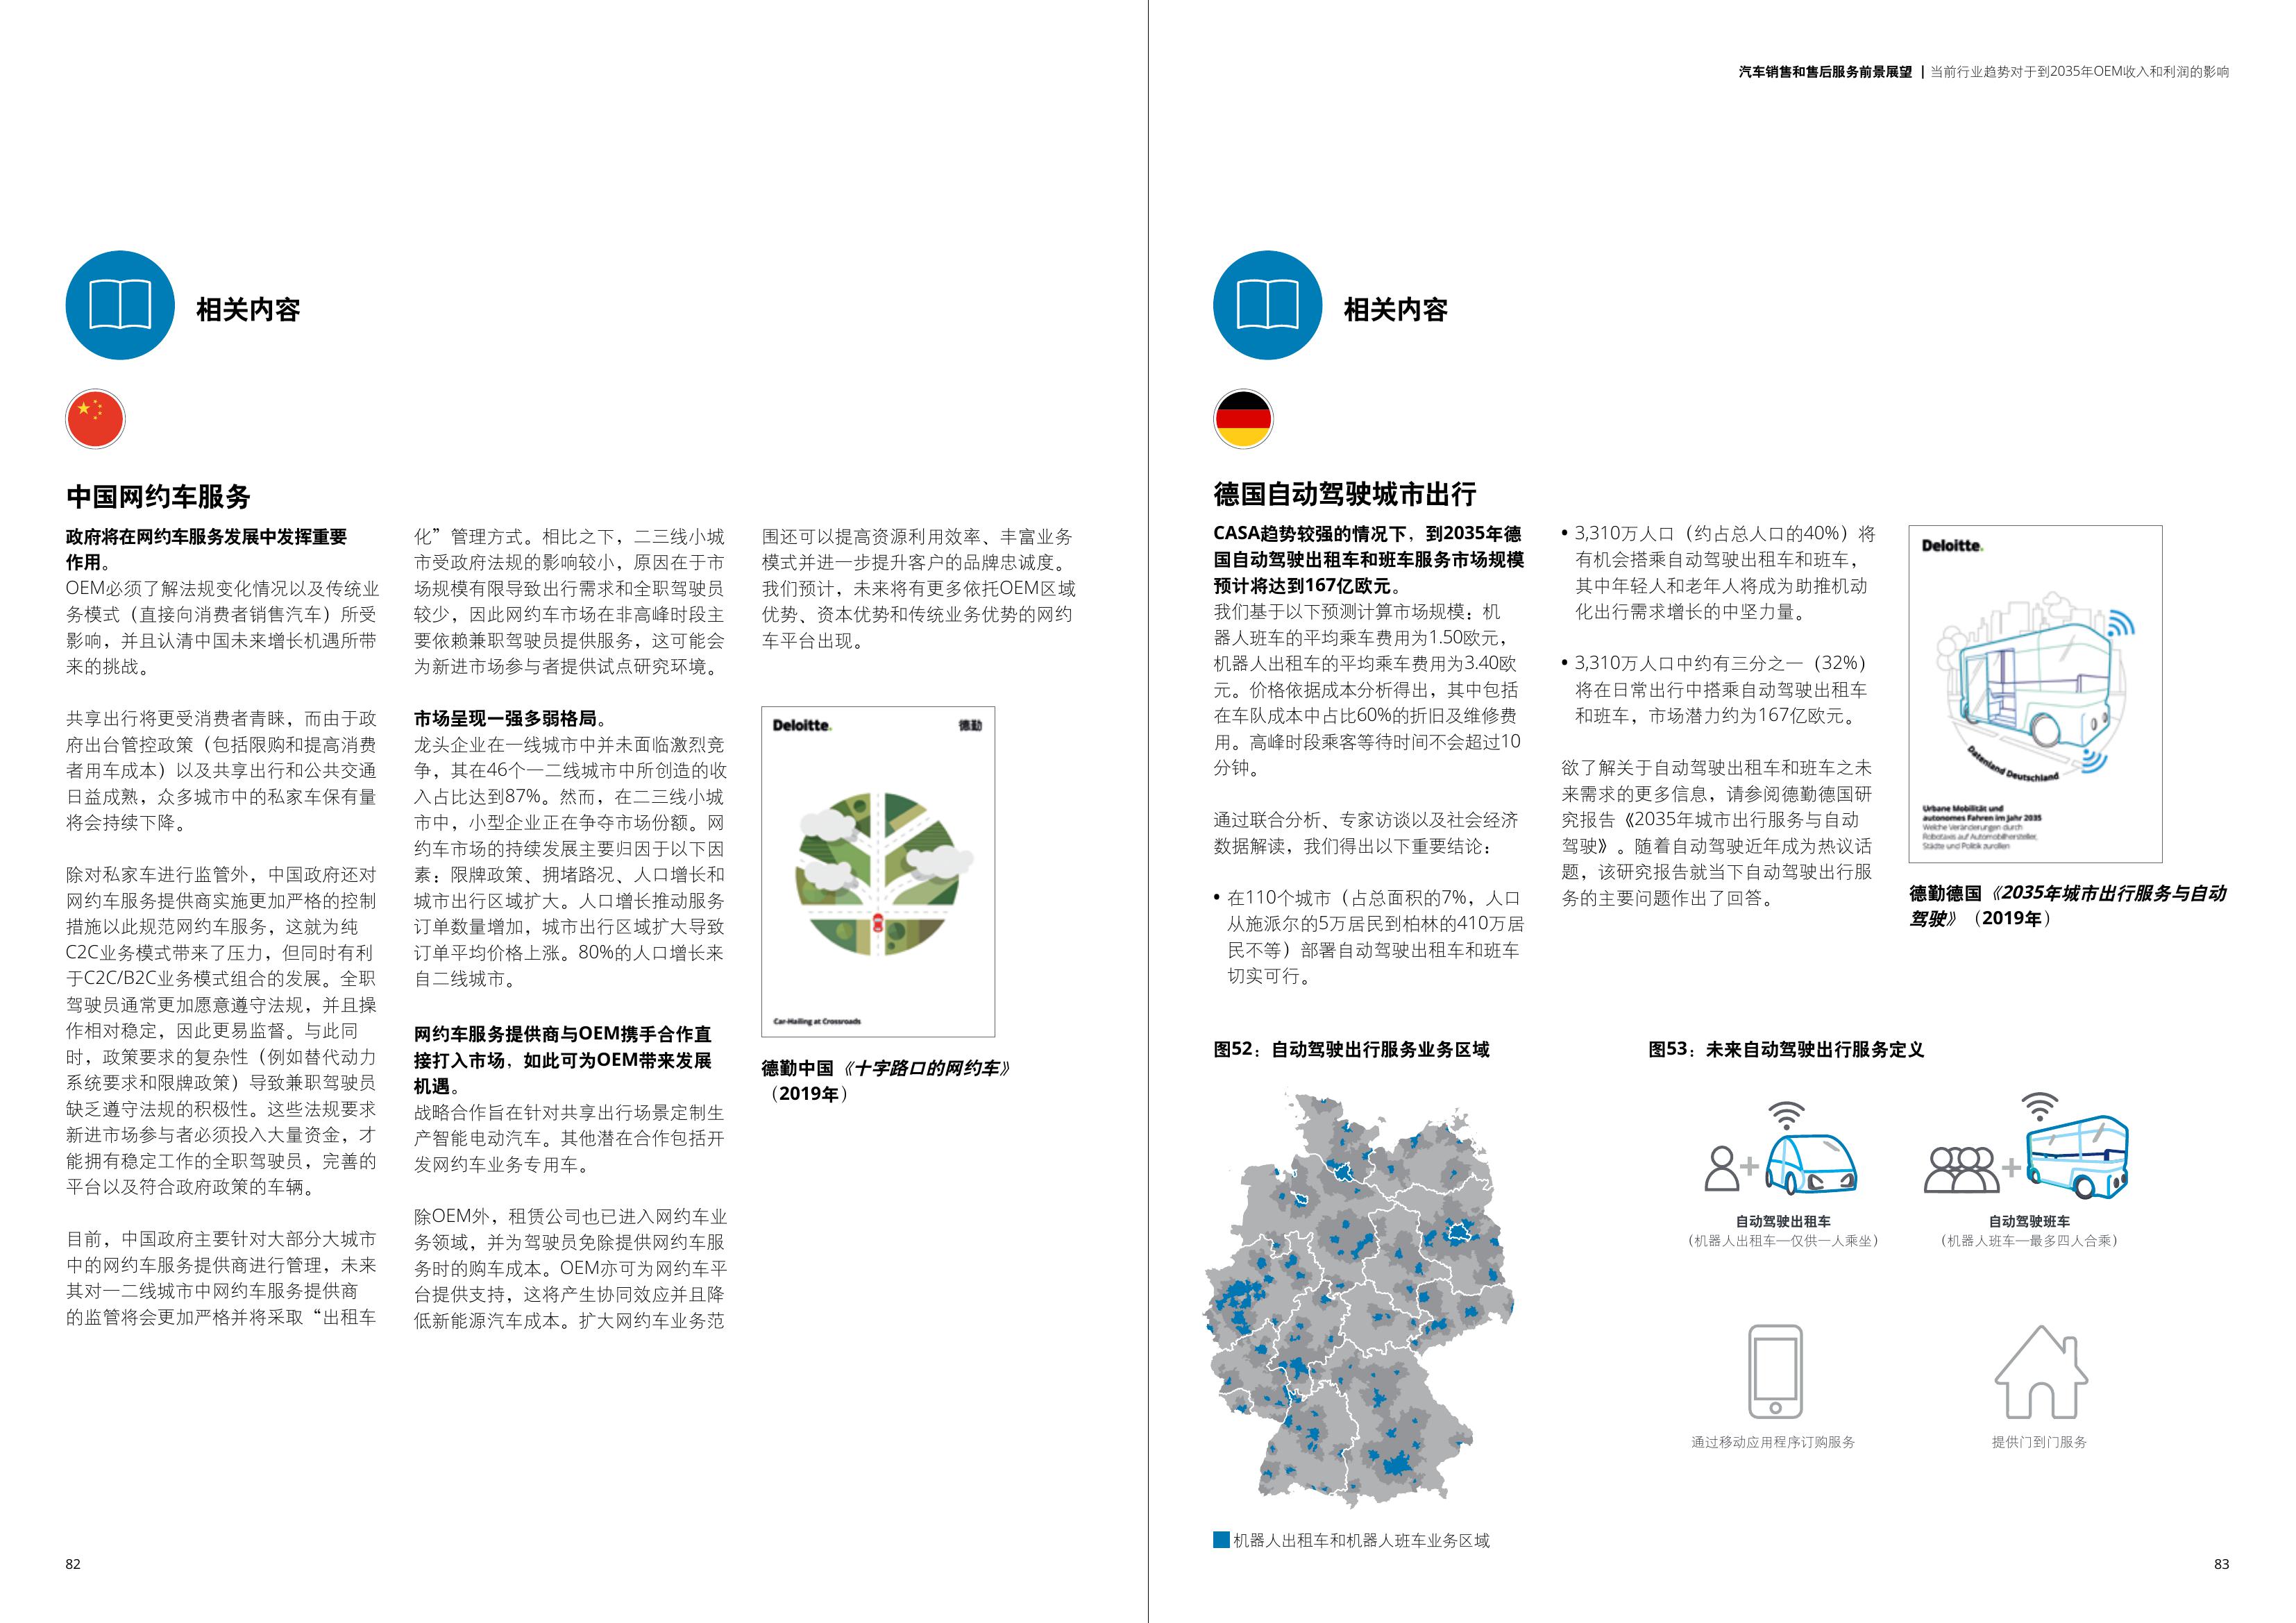 汽车销售和售后服务前景展望 | 当前行业趋势对于到2035年OEM收入和利润的影响
相关内容
中国网约车服务
政府将在网约车服务发展中发挥重要
作用。
OEM必须了解法规变化情况以及传统业
务模式（直接向消费者销售汽车）所受
影响，并且认清中国未来增长机遇所带
来的挑战。
共享出行将更受消费者青睐，而由于政
府出台管控政策（包括限购和提高消费
者用车成本）以及共享出行和公共交通
日益成熟，众多城市中的私家车保有量
将会持续下降。
除对私家车进行监管外，中国政府还对
网约车服务提供商实施更加严格的控制
措施以此规范网约车服务，这就为纯
C2C业务模式带来了压力，但同时有利
于C2C/B2C业务模式组合的发展。全职
驾驶员通常更加愿意遵守法规，并且操
作相对稳定，因此更易监督。与此同
时，政策要求的复杂性（例如替代动力
系统要求和限牌政策）导致兼职驾驶员
缺乏遵守法规的积极性。这些法规要求
新进市场参与者必须投入大量资金，才
能拥有稳定工作的全职驾驶员，完善的
平台以及符合政府政策的车辆。
目前，中国政府主要针对大部分大城市
中的网约车服务提供商进行管理，未来
其对一二线城市中网约车服务提供商
的监管将会更加严格并将采取“出租车
化”管理方式。相比之下，二三线小城
市受政府法规的影响较小，原因在于市
场规模有限导致出行需求和全职驾驶员
较少，因此网约车市场在非高峰时段主
要依赖兼职驾驶员提供服务，这可能会
为新进市场参与者提供试点研究环境。
市场呈现一强多弱格局。
龙头企业在一线城市中并未面临激烈竞
争，其在46个一二线城市中所创造的收
入占比达到87%。然而，在二三线小城
市中，小型企业正在争夺市场份额。网
约车市场的持续发展主要归因于以下因
素：限牌政策、拥堵路况、人口增长和
城市出行区域扩大。人口增长推动服务
订单数量增加，城市出行区域扩大导致
订单平均价格上涨。80%的人口增长来
自二线城市。
网约车服务提供商与OEM携手合作直
接打入市场，如此可为OEM带来发展
机遇。
战略合作旨在针对共享出行场景定制生
产智能电动汽车。其他潜在合作包括开
发网约车业务专用车。
除OEM外，租赁公司也已进入网约车业
务领域，并为驾驶员免除提供网约车服
务时的购车成本。OEM亦可为网约车平
台提供支持，这将产生协同效应并且降
低新能源汽车成本。扩大网约车业务范
围还可以提高资源利用效率、丰富业务
模式并进一步提升客户的品牌忠诚度。
我们预计，未来将有更多依托OEM区域
优势、资本优势和传统业务优势的网约
车平台出现。
Deloitte.
德勤
Car-Hailing at Crossroads
德勤中国《十字路口的网约车》
（2019年）
82
相关内容
德国自动驾驶城市出行
CASA趋势较强的情况下，到2035年德
国自动驾驶出租车和班车服务市场规模
预计将达到167亿欧元。
我们基于以下预测计算市场规模：机
器人班车的平均乘车费用为1.50欧元，
机器人出租车的平均乘车费用为3.40欧
元。价格依据成本分析得出，其中包括
在车队成本中占比60%的折旧及维修费
用。高峰时段乘客等待时间不会超过10
分钟。
通过联合分析、专家访谈以及社会经济
数据解读，我们得出以下重要结论：
• 在110个城市（占总面积的7%，人口
从施派尔的5万居民到柏林的410万居
民不等）部署自动驾驶出租车和班车
切实可行。
• 3,310万人口（约占总人口的40%）将
有机会搭乘自动驾驶出租车和班车，
其中年轻人和老年人将成为助推机动
化出行需求增长的中坚力量。
• 3,310万人口中约有三分之一（32%）
将在日常出行中搭乘自动驾驶出租车
和班车，市场潜力约为167亿欧元。
欲了解关于自动驾驶出租车和班车之未
来需求的更多信息，请参阅德勤德国研
究报告《2035年城市出行服务与自动
驾驶》。随着自动驾驶近年成为热议话
题，该研究报告就当下自动驾驶出行服
务的主要问题作出了回答。
Deloitte.
Datenland Deutschland
Urbane Mobilität und
autonomes Fahren im Jahr 2035
Welche Veränderungen durch
Robotaxis auf Automobilhersteller,
Städte und Politik zurollen
德勤德国《2035年城市出行服务与自动
驾驶》（2019年）
图52：自动驾驶出行服务业务区域
机器人出租车和机器人班车业务区域
图53：未来自动驾驶出行服务定义
自动驾驶出租车
（机器人出租车—仅供一人乘坐）
自动驾驶班车
（机器人班车—最多四人合乘）
通过移动应用程序订购服务
提供门到门服务
83